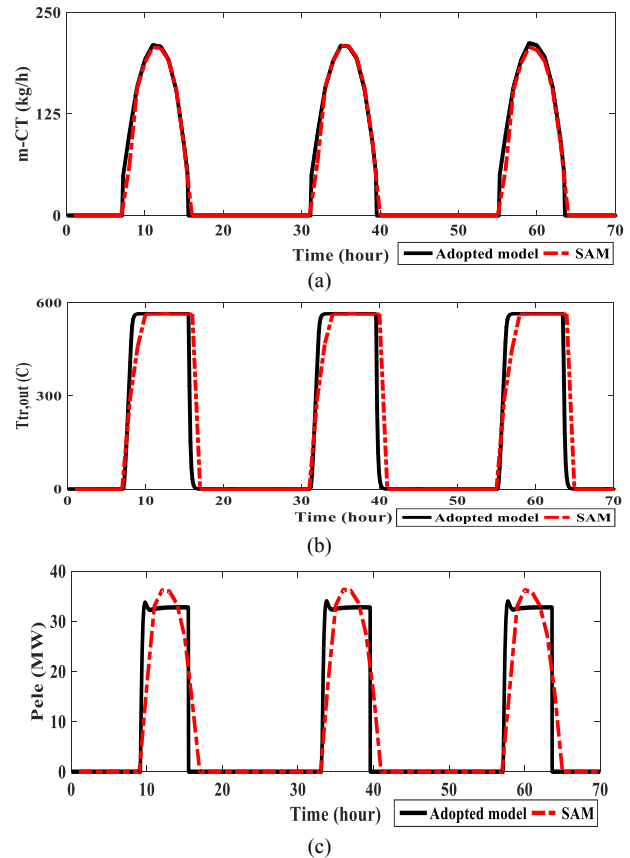 250
125
0
m-CT (kg/h)
0 10 20 30 40 50 60 70
Time (hour)
Adopted model SAM
(a)
600
300
0
Ttr,out (C)
0 10 20 30 40 50 60 70
Time (hour)
Adopted model SAM
(b)
40
30
20
10
0
Pele (MW)
0 10 20 30 40 50 60 70
Time (hour)
Adopted model SAM
(c)